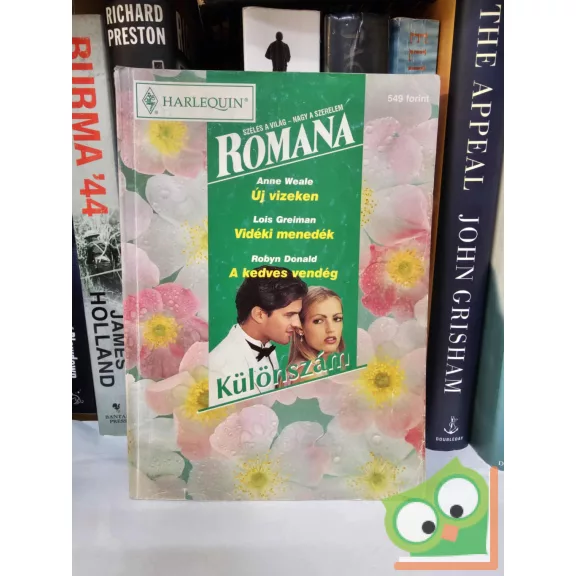 HARLEQUIN®
549 forint
SZÉLES A VILÁG – NAGY A SZERELEM
ROMANA
Anne Weale
Új vizeken
Lois Greiman
Vidéki menedék
Robyn Donald
A kedves vendég
Különszám
RICHARD
PRESTON
BURMA '44
JAMES
HOLLAND
THE APPEAL JOHN GRISHAM
DOUBLEDAY